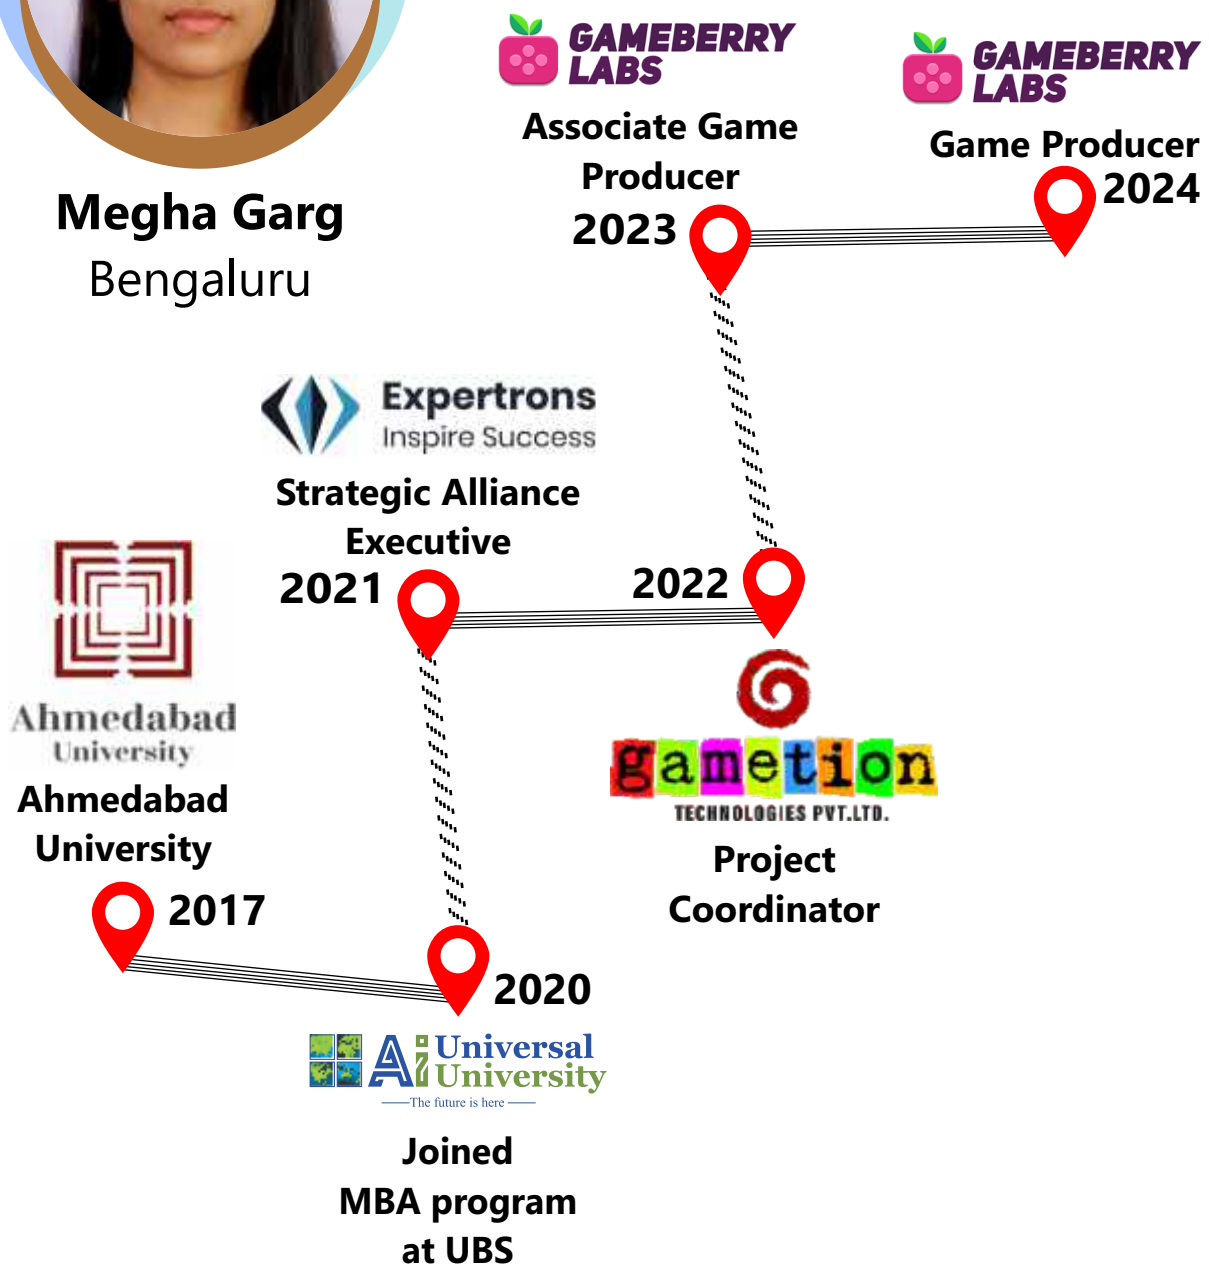 GAMEBERRY
LABS
Associate Game
Producer
2023
GAMEBERRY
LABS
Game Producer
2024
Megha Garg
Bengaluru
Expertrons
Inspire Success
Strategic Alliance
Executive
2021
2022
gametion
TECHNOLOGIES PVT.LTD.
Project
Coordinator
Ahmedabad
University
Ahmedabad
University
2017
2020
Universal
Ai University
The future is here
Joined
MBA program
at UBS